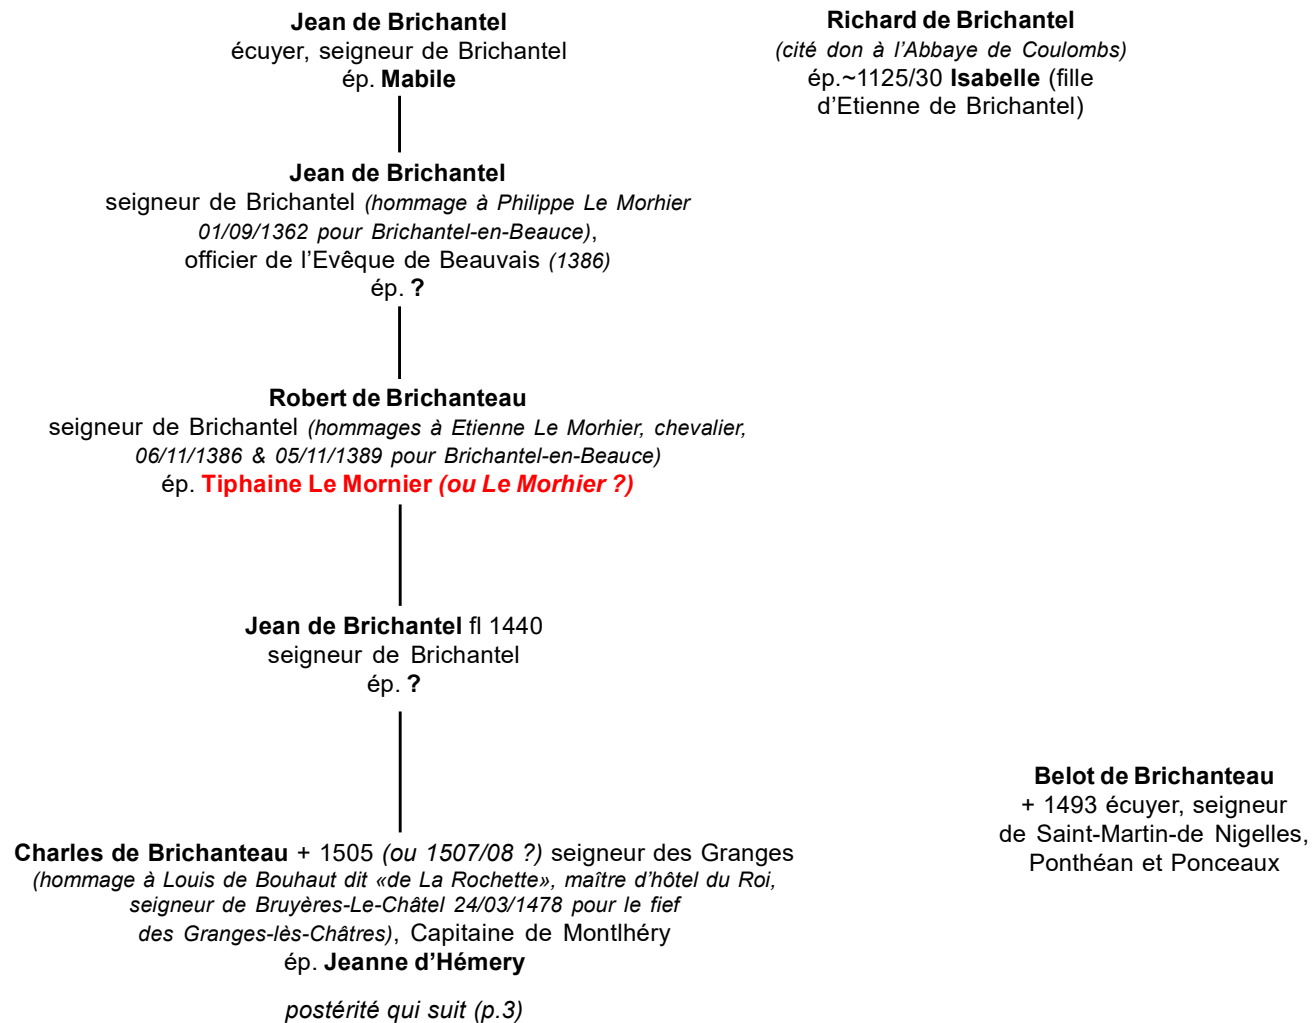 Jean de Brichantel
écuyer, seigneur de Brichantel
ép. Mabile
Richard de Brichantel
(cité don à l’Abbaye de Coulombs)
ép.~1125/30 Isabelle (fille
d’Etienne de Brichantel)
Jean de Brichantel
seigneur de Brichantel (hommage à Philippe Le Morhier
01/09/1362 pour Brichantel-en-Beauce),
officier de l’Evêque de Beauvais (1386)
ép. ?
Robert de Brichanteau
seigneur de Brichantel (hommages à Etienne Le Morhier, chevalier,
06/11/1386 & 05/11/1389 pour Brichantel-en-Beauce)
ép. Tiphaine Le Mornier (ou Le Morhier ?)
Jean de Brichantel fl 1440
seigneur de Brichantel
ép. ?
Belot de Brichanteau
+ 1493 écuyer, seigneur
de Saint-Martin-de Nigelles,
Ponthéan et Ponceaux
Charles de Brichanteau + 1505 (ou 1507/08 ?) seigneur des Granges
(hommage à Louis de Bouhaut dit «de La Rochette», maître d’hôtel du Roi,
seigneur de Bruyères-Le-Châtel 24/03/1478 pour le fief
des Granges-lès-Châtres), Capitaine de Montlhéry
ép. Jeanne d’Hémery
postérité qui suit (p.3)